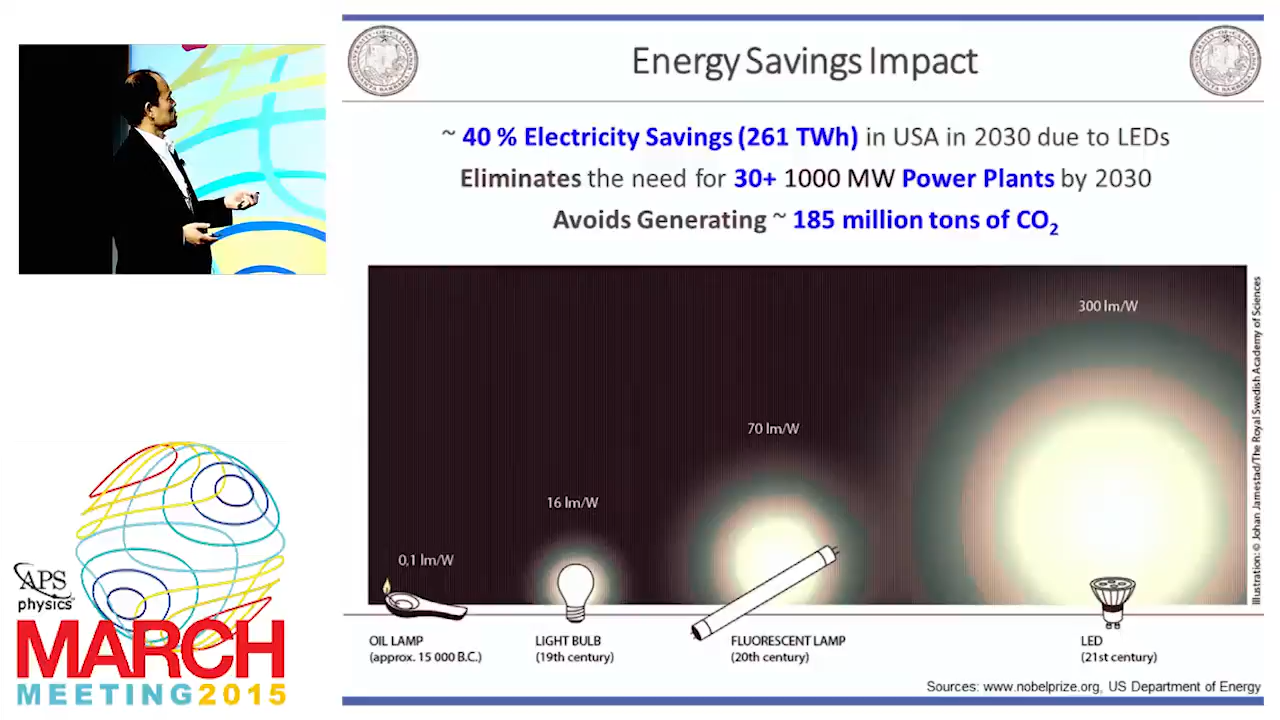 Energy Savings Impact
~ 40 % Electricity Savings (261 TWh) in USA in 2030 due to LEDs
Eliminates the need for 30+ 1000 MW Power Plants by 2030
Avoids Generating ~ 185 million tons of CO₂
300 lm/W
70 lm/W
16 lm/W
0,1 lm/W
OIL LAMP
(approx. 15 000 B.C.)
LIGHT BULB
(19th century)
FLUORESCENT LAMP
(20th century)
LED
(21st century)
Illustration: © Johan Jarnestad/The Royal Swedish Academy of Sciences
Sources: www.nobelprize.org, US Department of Energy
APS
physics
MARCH
MEETING2015